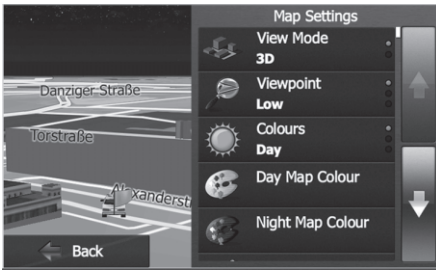 Map Settings
View Mode
3D
Viewpoint
Low
Colours
Day
Day Map Colour
Night Map Colour
Danziger Straße
Torstraße
Back